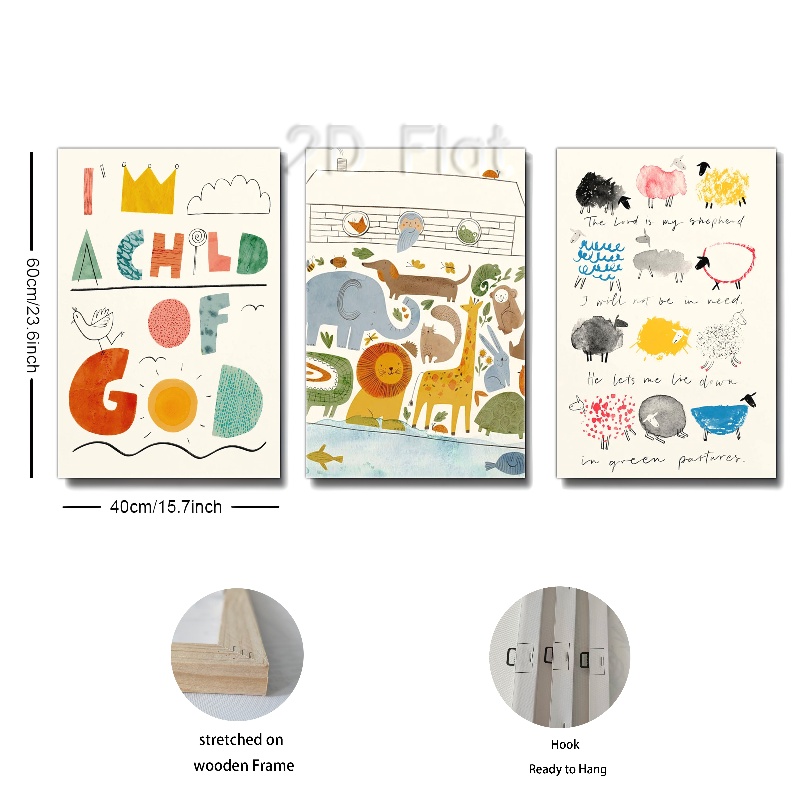 2D Flat
60cm/23.6inch
I'M
A CHILD
OF
GOD
The Lord is my shepherd
I will not be in need.
He lets me lie down
in green pastures.
40cm/15.7inch
stretched on
wooden Frame
Hook
Ready to Hang